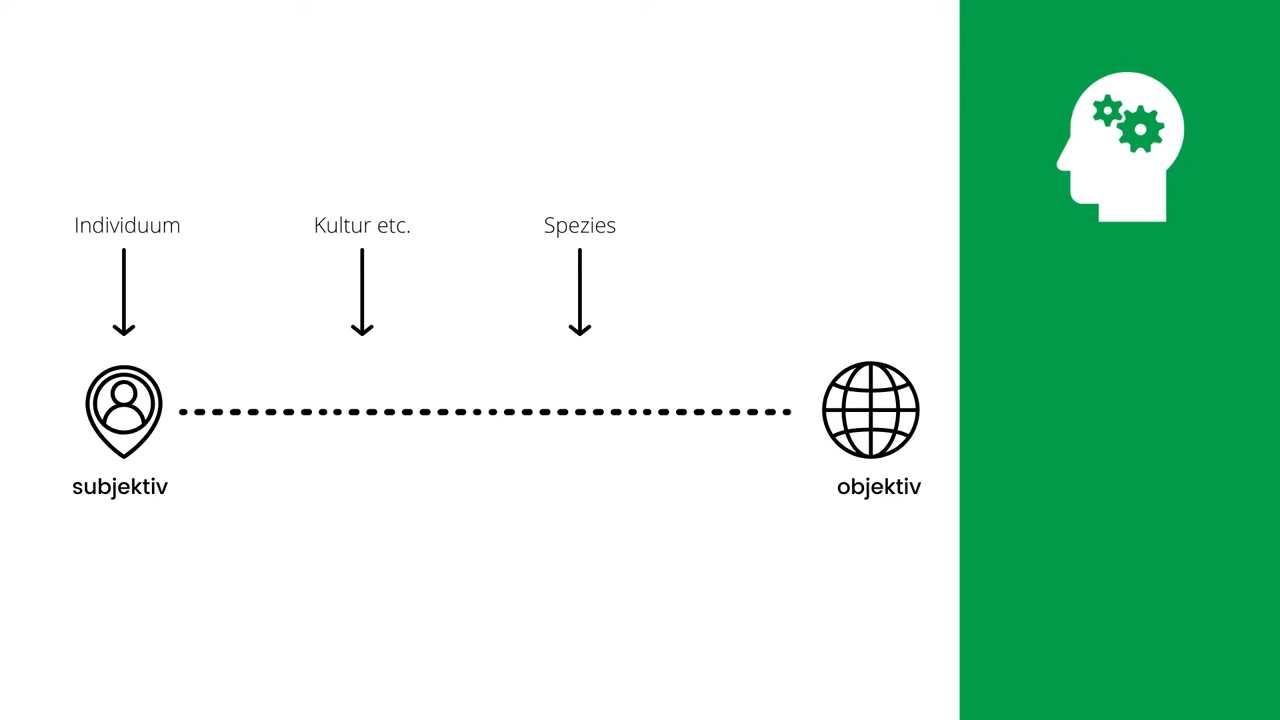 Individuum
Kultur etc.
Spezies
subjektiv
objektiv